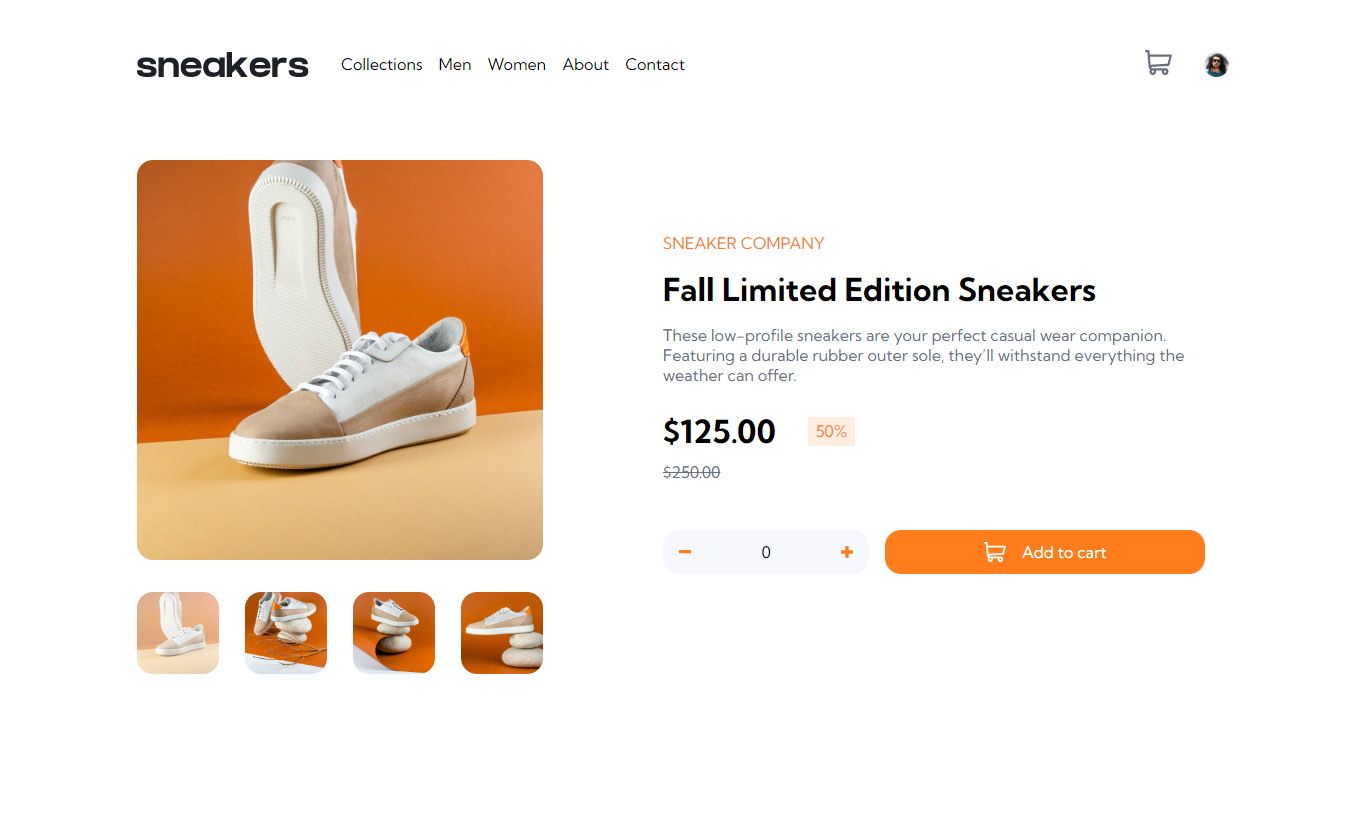 sneakers
Collections Men Women About Contact
SNEAKER COMPANY
Fall Limited Edition Sneakers
These low-profile sneakers are your perfect casual wear companion.
Featuring a durable rubber outer sole, they’ll withstand everything the
weather can offer.
$125.00 50%
$250.00
0
Add to cart